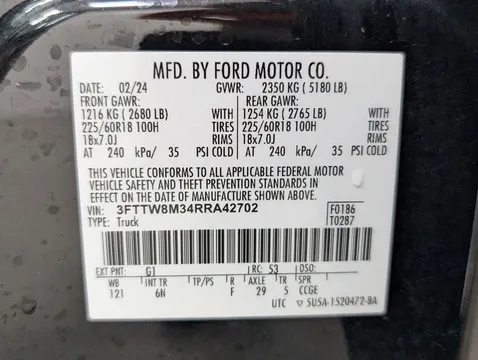 MFD. BY FORD MOTOR CO.
DATE: 02/24 GVWR: 2350 KG ( 5180 LB)
FRONT GAWR: REAR GAWR:
1216 KG ( 2680 LB) WITH 1254 KG ( 2765 LB) WITH
225/60R18 100H TIRES 225/60R18 100H TIRES
18x7.0J RIMS 18x7.0J RIMS
AT 240 kPa/ 35 PSI COLD AT 240 kPa/ 35 PSI COLD
THIS VEHICLE CONFORMS TO ALL APPLICABLE FEDERAL MOTOR
VEHICLE SAFETY AND THEFT PREVENTION STANDARDS IN
EFFECT ON THE DATE OF MANUFACTURE SHOWN ABOVE.
VIN: 3FTTW8M34RRA42702 F0186
TYPE: Truck T0287
EXT PNT: G1 RC: 53 DSO:
WB INT TR TP/PS R AXLE TR SPR
121 6N F 29 5 CCGE
UTC ▽ 5U5A-1520472-BA